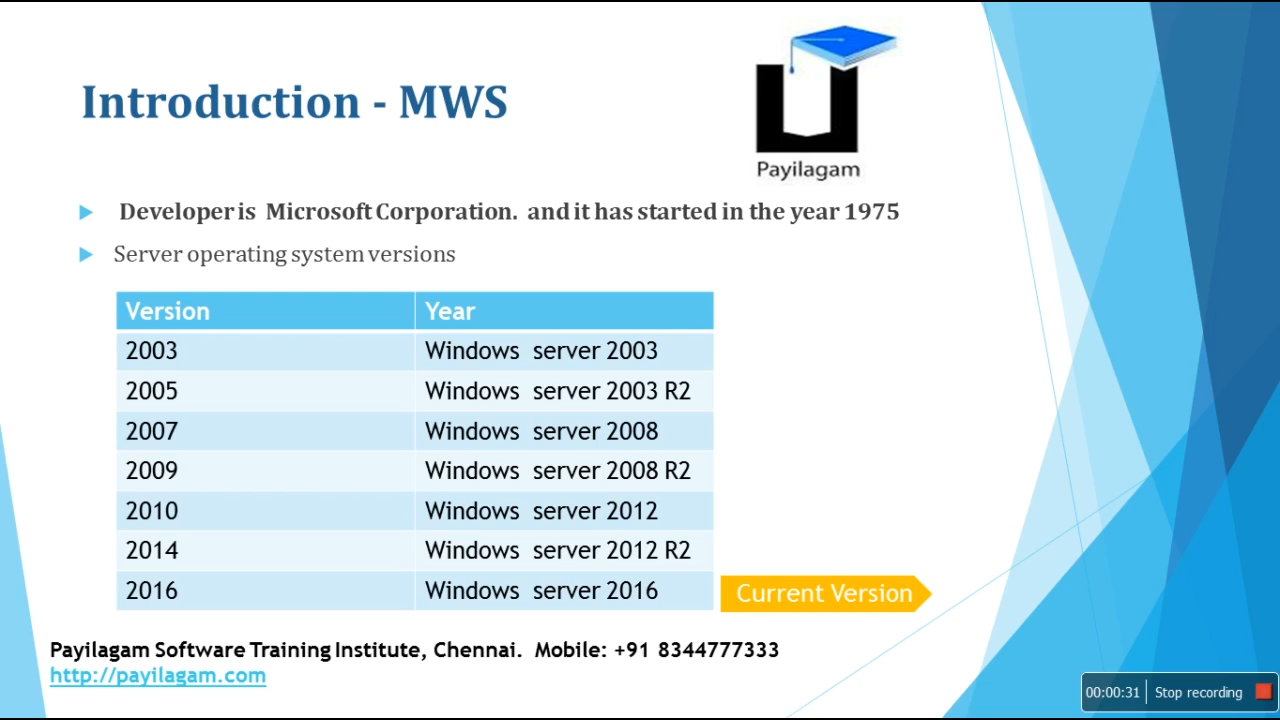 Payilagam
Introduction - MWS
Developer is Microsoft Corporation. and it has started in the year 1975
Server operating system versions
Version Year
2003 Windows server 2003
2005 Windows server 2003 R2
2007 Windows server 2008
2009 Windows server 2008 R2
2010 Windows server 2012
2014 Windows server 2012 R2
2016 Windows server 2016 Current Version
Payilagam Software Training Institute, Chennai. Mobile: +91 8344777333
http://payilagam.com
00:00:31 Stop recording